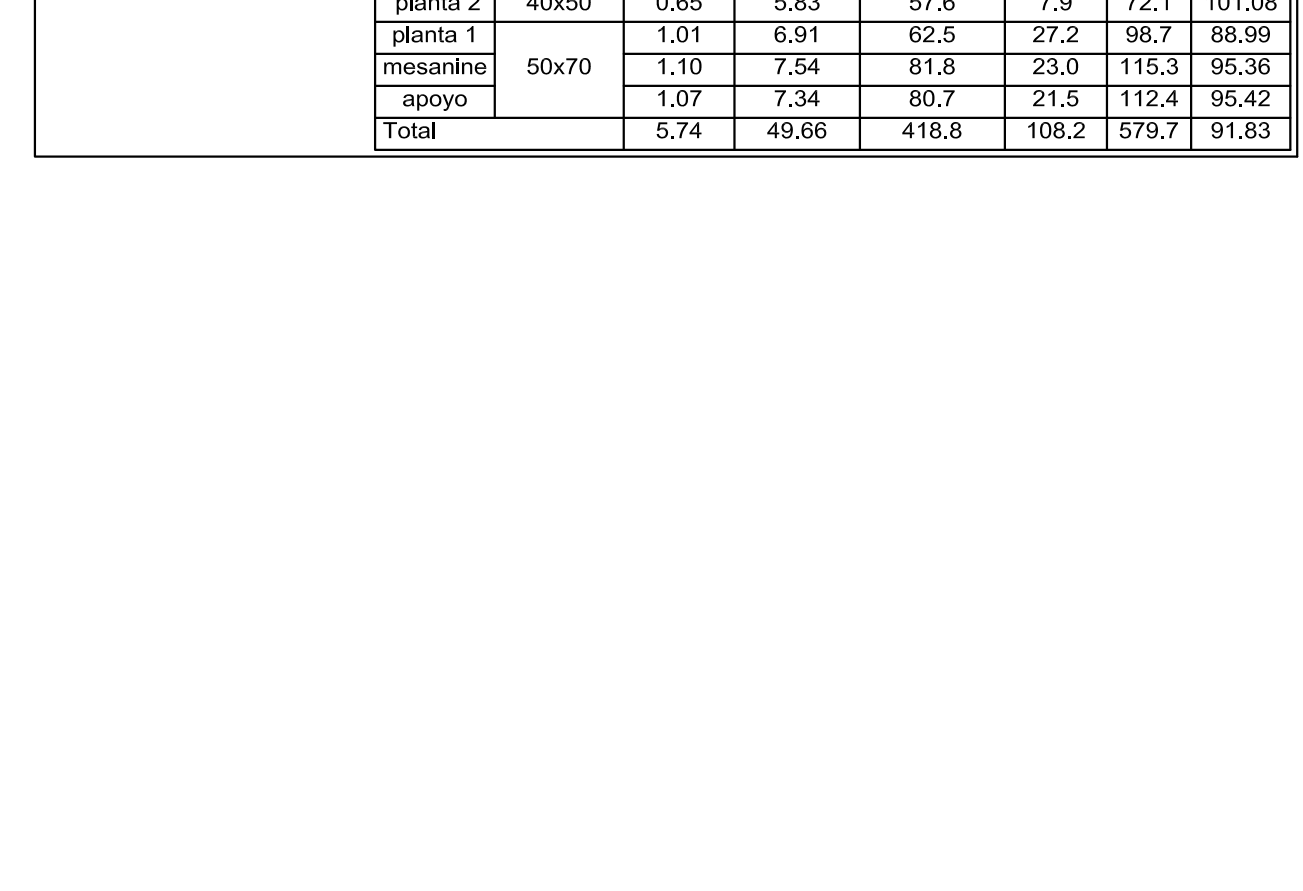 planta 2 40x50 0.65 5.83 57.6 7.9 72.1 101.08
planta 1 1.01 6.91 62.5 27.2 98.7 88.99
mesanine 50x70 1.10 7.54 81.8 23.0 115.3 95.36
apoyo 1.07 7.34 80.7 21.5 112.4 95.42
Total 5.74 49.66 418.8 108.2 579.7 91.83